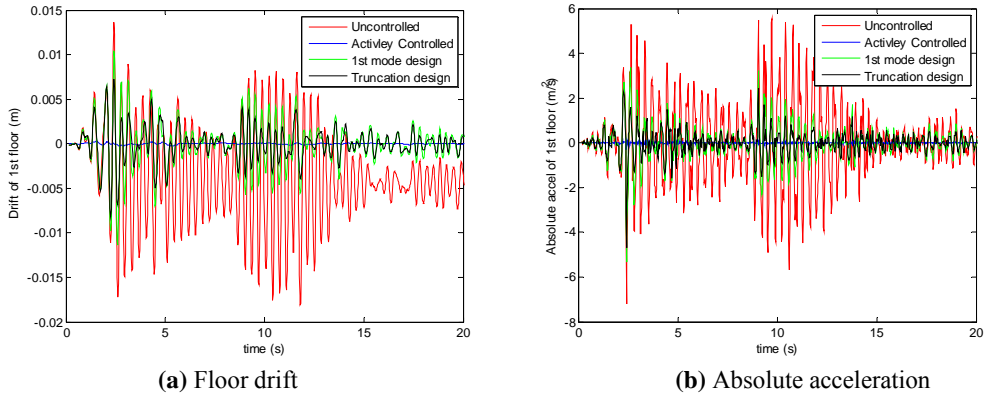 0.015
0.01
0.005
0
-0.005
-0.01
-0.015
-0.02
Drift of 1st floor (m)
Uncontrolled
Activley Controlled
1st mode design
Truncation design
0 5 10 15 20
time (s)
(a) Floor drift
8
6
4
2
0
-2
-4
-6
-8
Absolute accel of 1st floor (m/s²)
Uncontrolled
Activley Controlled
1st mode design
Truncation design
0 5 10 15 20
time (s)
(b) Absolute acceleration